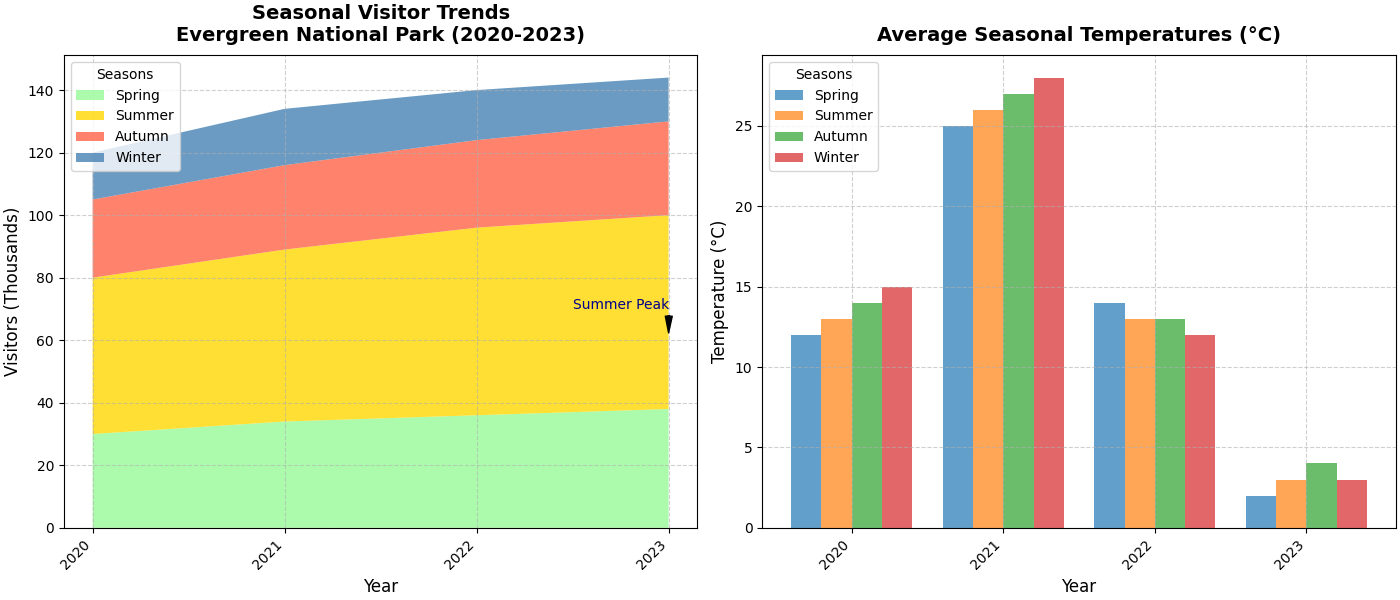 Seasonal Visitor Trends
Evergreen National Park (2020-2023)
Visitors (Thousands)
140
120
100
80
60
40
20
0
Seasons
Spring
Summer
Autumn
Winter
Summer Peak
2020
2021
2022
2023
Year
Average Seasonal Temperatures (°C)
Temperature (°C)
25
20
15
10
5
0
Seasons
Spring
Summer
Autumn
Winter
2020
2021
2022
2023
Year